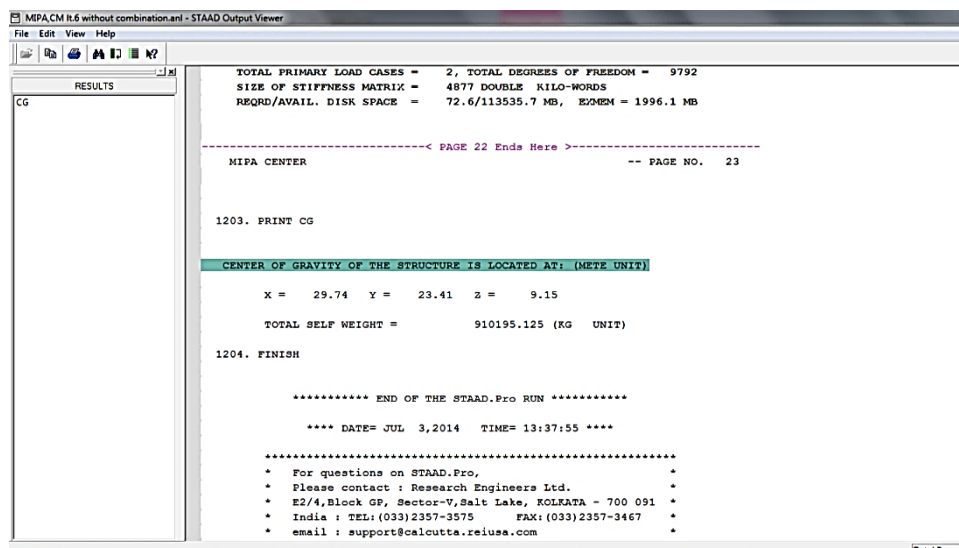 MIPA,CM It.6 without combination.anl - STAAD Output Viewer
File Edit View Help
RESULTS
CG
TOTAL PRIMARY LOAD CASES = 2, TOTAL DEGREES OF FREEDOM = 9792
SIZE OF STIFFNESS MATRIX = 4877 DOUBLE KILO-WORDS
REQRD/AVAIL. DISK SPACE = 72.6/113535.7 MB, EXMEM = 1996.1 MB
--------------------------------< PAGE 22 Ends Here >---------------------------
MIPA CENTER -- PAGE NO. 23
1203. PRINT CG
CENTER OF GRAVITY OF THE STRUCTURE IS LOCATED AT: (METE UNIT)
X = 29.74 Y = 23.41 Z = 9.15
TOTAL SELF WEIGHT = 910195.125 (KG UNIT)
1204. FINISH
*********** END OF THE STAAD.Pro RUN ***********
**** DATE= JUL 3,2014 TIME= 13:37:55 ****
***********************************************************
* For questions on STAAD.Pro, *
* Please contact : Research Engineers Ltd. *
* E2/4,Block GP, Sector-V,Salt Lake, KOLKATA - 700 091 *
* India : TEL:(033)2357-3575 FAX:(033)2357-3467 *
* email : support@calcutta.reiusa.com *